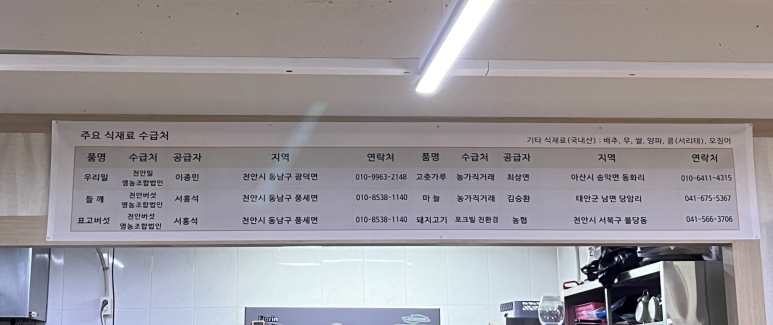 주요 식재료 수급처
기타 식재료(국내산) : 배추, 무, 쌀, 양파, 콩(서리태), 오징어
품명 수급처 공급자 지역 연락처 품명 수급처 공급자 지역 연락처
우리밀 천안밀 영농조합법인 이종민 천안시 동남구 광덕면 010-9963-2148 고춧가루 농가직거래 최상연 아산시 송악면 동화리 010-6411-4315
들 깨 천안버섯 영농조합법인 서홍석 천안시 동남구 풍세면 010-8538-1140 마 늘 농가직거래 김승환 태안군 남면 당암리 041-675-5367
표고버섯 천안버섯 영농조합법인 서홍석 천안시 동남구 풍세면 010-8538-1140 돼지고기 포크빌 친환경 농협 천안시 서북구 불당동 041-566-3706